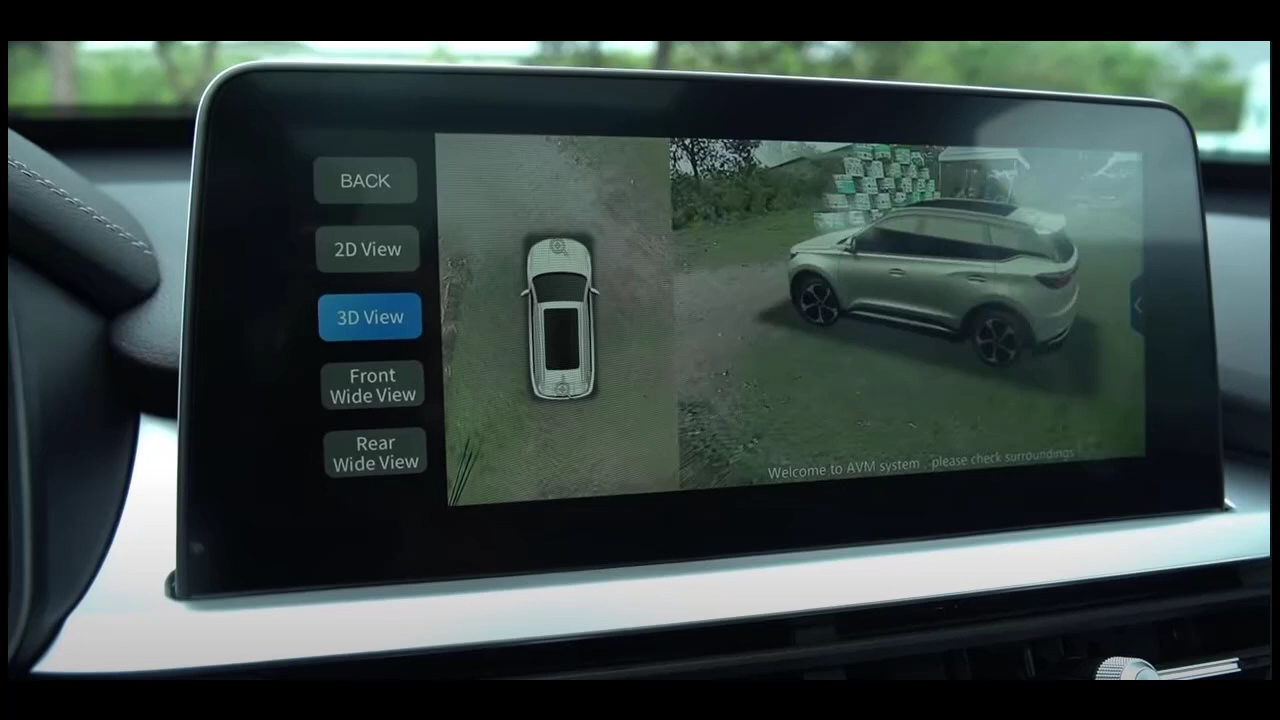 BACK
2D View
3D View
Front
Wide View
Rear
Wide View
Welcome to AVM system , please check surroundings